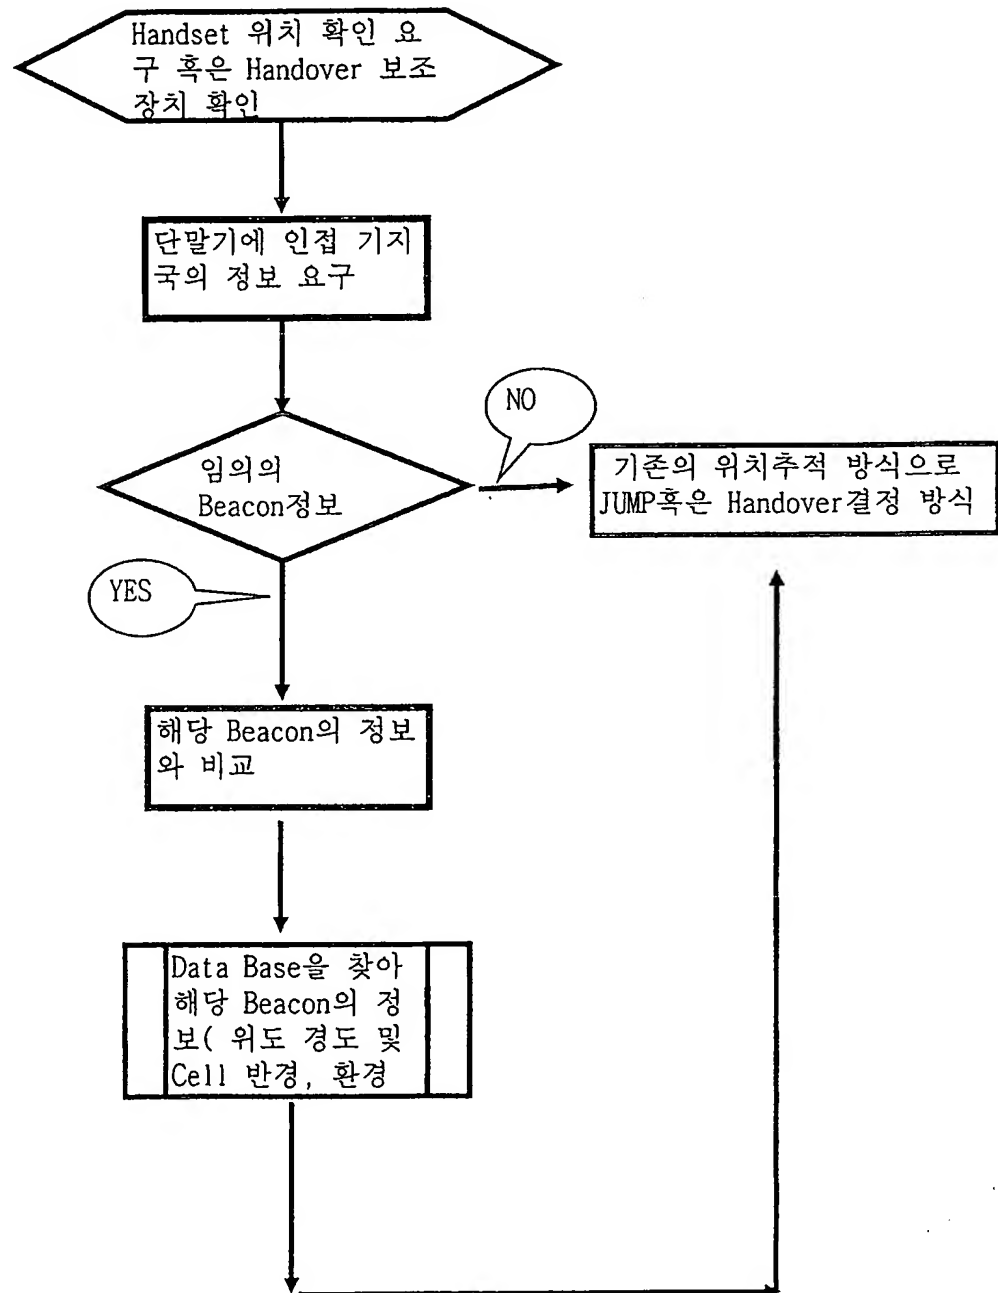 Handset 위치 확인 요
구 혹은 Handover 보조
장치 확인
단말기에 인접 기지
국의 정보 요구
NO
임의의
Beacon정보
기존의 위치추적 방식으로
JUMP혹은 Handover결정 방식
YES
해당 Beacon의 정보
와 비교
Data Base을 찾아
해당 Beacon의 정
보( 위도 경도 및
Cell 반경, 환경